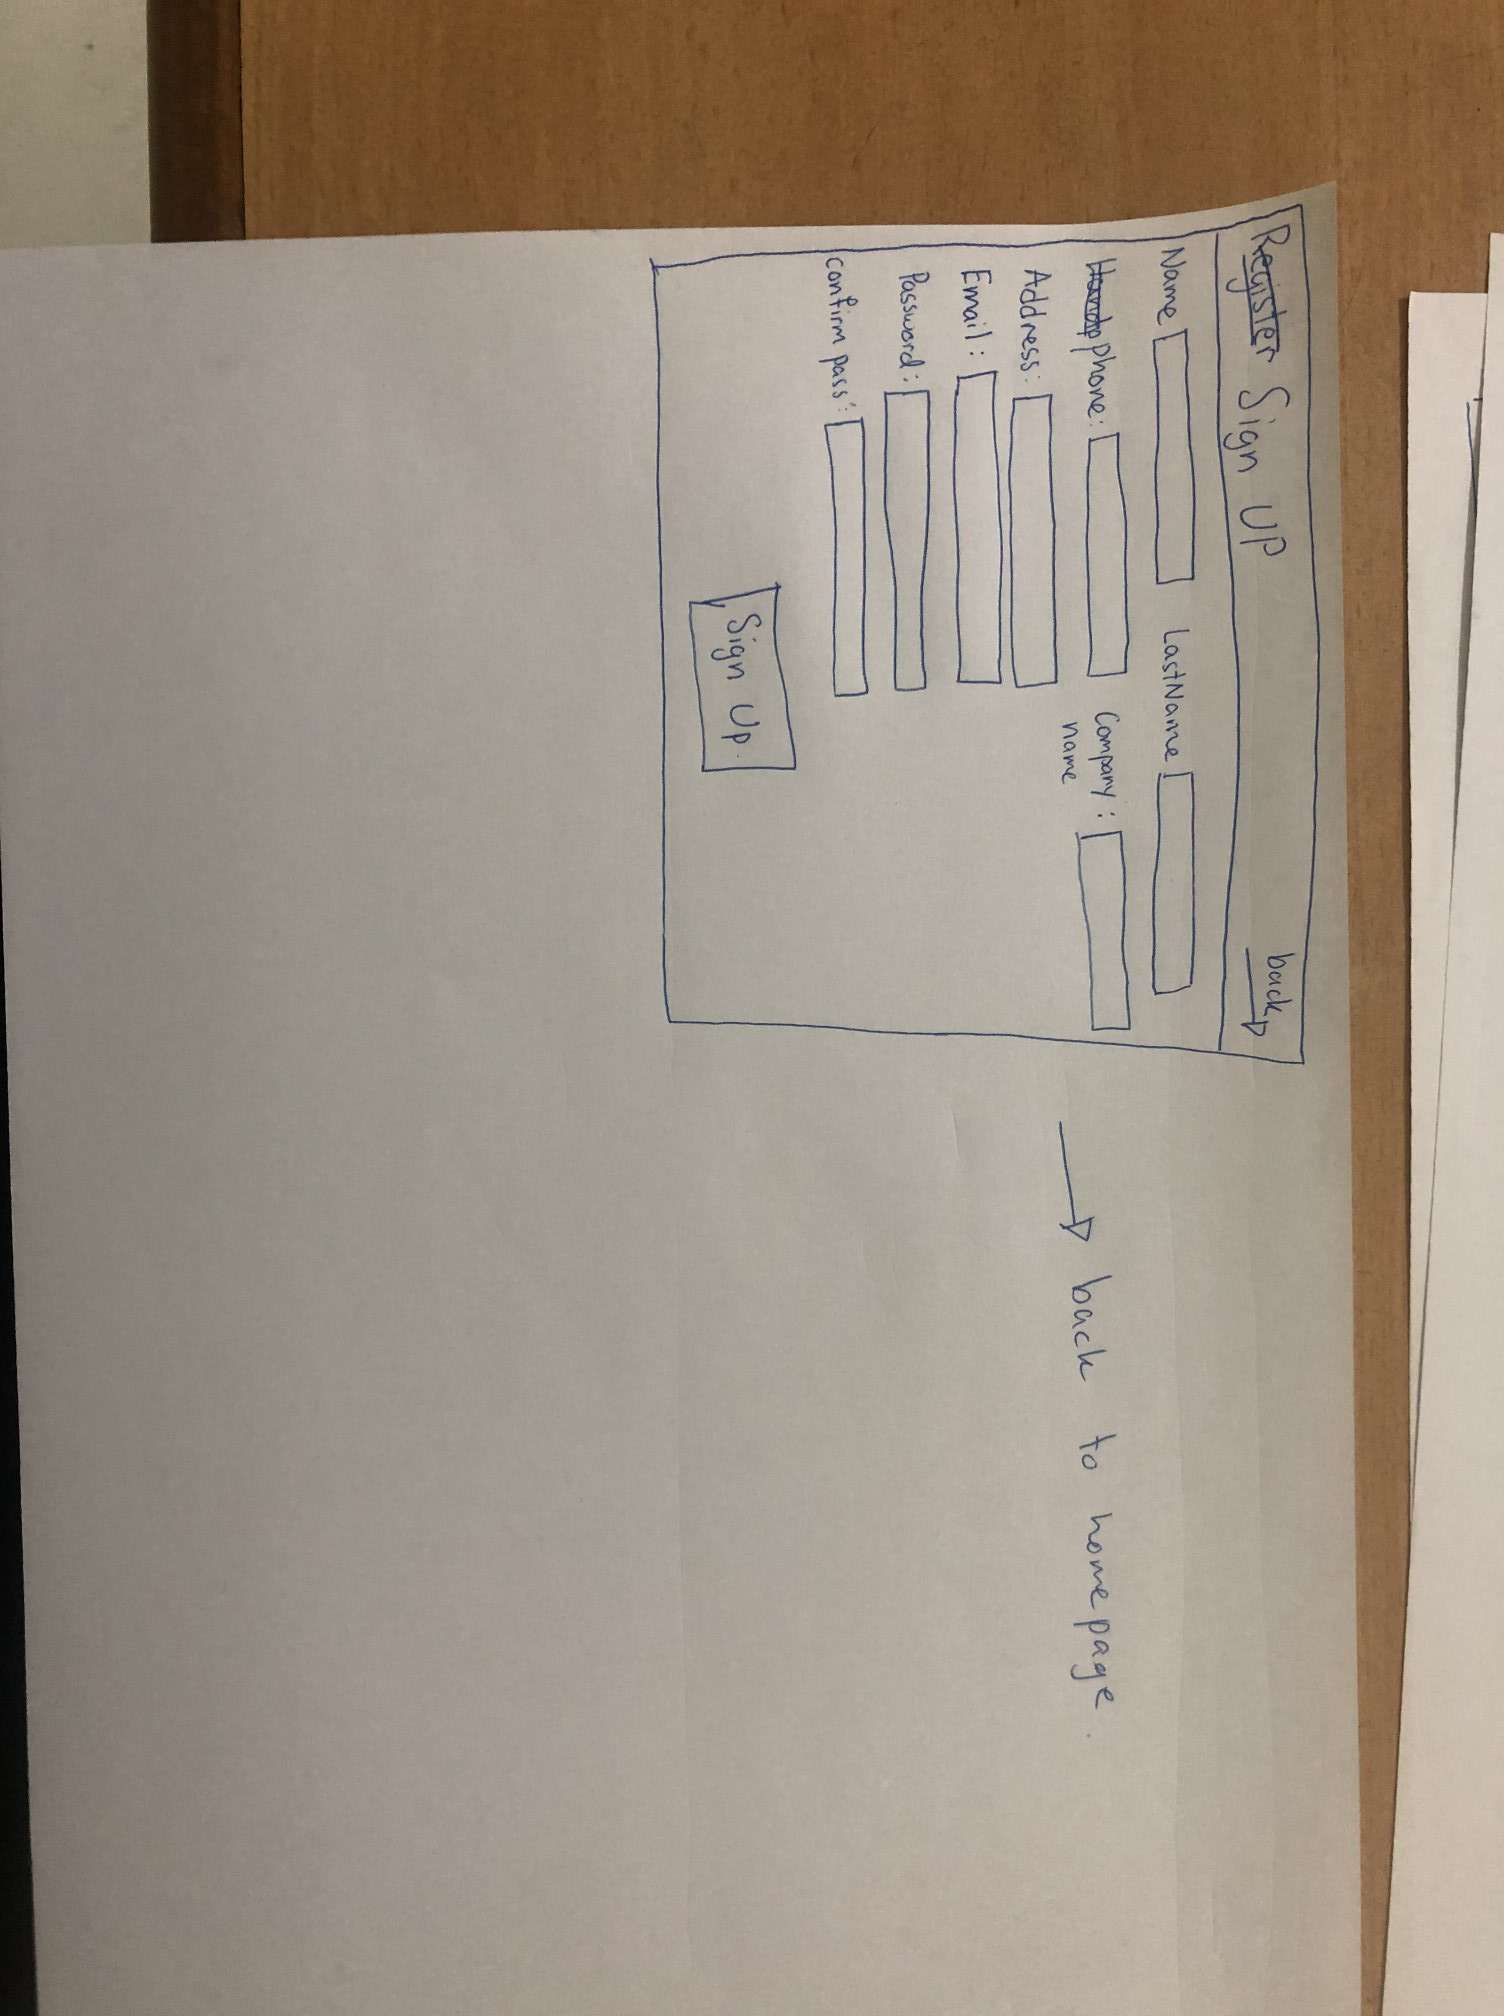 Register Sign UP
back
Name
LastName
Handp phone:
Company :
name
back to homepage.
Address:
Email :
Password:
confirm pass:
Sign Up.